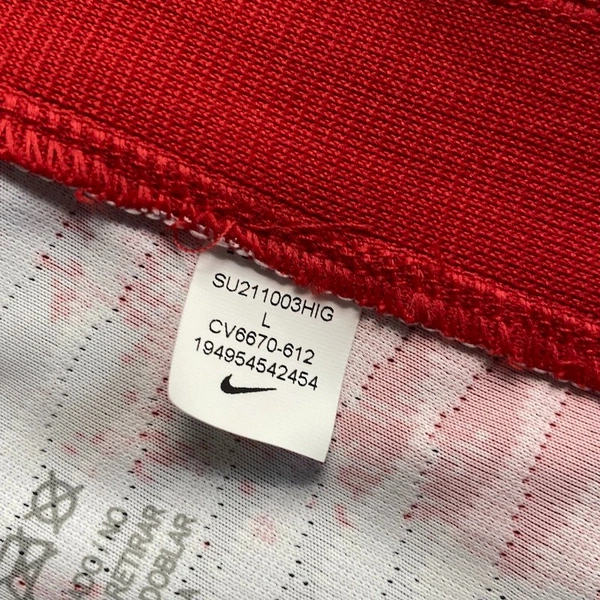 SU211003HIG
L
CV6670-612
194954542454
DO / NO
RETIRAR
DOBLAR
A